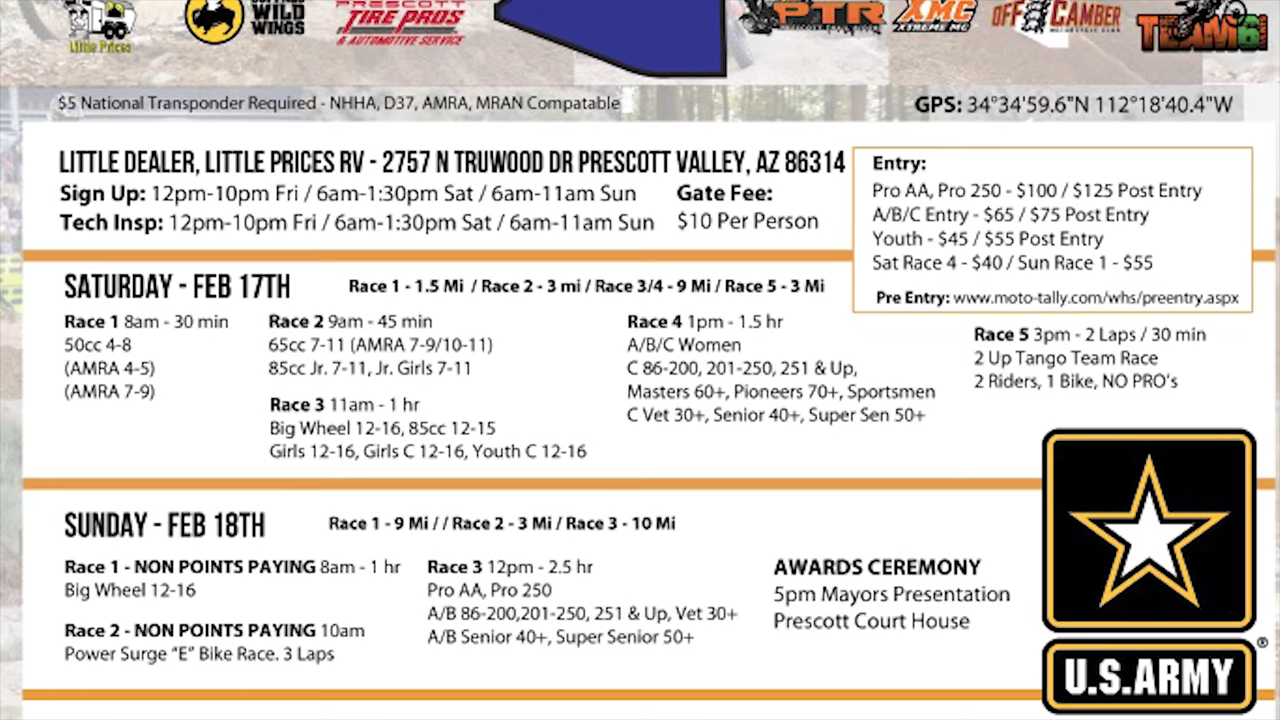 Little Prices
WILD
WINGS
PRESCOTT
TIRE PROS
& AUTOMOTIVE SERVICE
PTR
XMC
XTREME MC
OFF CAMBER
MOTORCYCLE CLUB
TEAM
$5 National Transponder Required - NHHA, D37, AMRA, MRAN Compatable
GPS: 34°34'59.6"N 112°18'40.4"W
LITTLE DEALER, LITTLE PRICES RV - 2757 N TRUWOOD DR PRESCOTT VALLEY, AZ 86314
Sign Up: 12pm-10pm Fri / 6am-1:30pm Sat / 6am-11am Sun
Tech Insp: 12pm-10pm Fri / 6am-1:30pm Sat / 6am-11am Sun
Gate Fee:
$10 Per Person
Entry:
Pro AA, Pro 250 - $100 / $125 Post Entry
A/B/C Entry - $65 / $75 Post Entry
Youth - $45 / $55 Post Entry
Sat Race 4 - $40 / Sun Race 1 - $55
Pre Entry: www.moto-tally.com/whs/preentry.aspx
SATURDAY - FEB 17TH
Race 1 - 1.5 Mi / Race 2 - 3 mi / Race 3/4 - 9 Mi / Race 5 - 3 Mi
Race 1 8am - 30 min
50cc 4-8
(AMRA 4-5)
(AMRA 7-9)
Race 2 9am - 45 min
65cc 7-11 (AMRA 7-9/10-11)
85cc Jr. 7-11, Jr. Girls 7-11
Race 3 11am - 1 hr
Big Wheel 12-16, 85cc 12-15
Girls 12-16, Girls C 12-16, Youth C 12-16
Race 4 1pm - 1.5 hr
A/B/C Women
C 86-200, 201-250, 251 & Up,
Masters 60+, Pioneers 70+, Sportsmen
C Vet 30+, Senior 40+, Super Sen 50+
Race 5 3pm - 2 Laps / 30 min
2 Up Tango Team Race
2 Riders, 1 Bike, NO PRO's
SUNDAY - FEB 18TH
Race 1 - 9 Mi / / Race 2 - 3 Mi / Race 3 - 10 Mi
Race 1 - NON POINTS PAYING 8am - 1 hr
Big Wheel 12-16
Race 2 - NON POINTS PAYING 10am
Power Surge “E” Bike Race. 3 Laps
Race 3 12pm - 2.5 hr
Pro AA, Pro 250
A/B 86-200,201-250, 251 & Up, Vet 30+
A/B Senior 40+, Super Senior 50+
AWARDS CEREMONY
5pm Mayors Presentation
Prescott Court House
U.S.ARMY
®